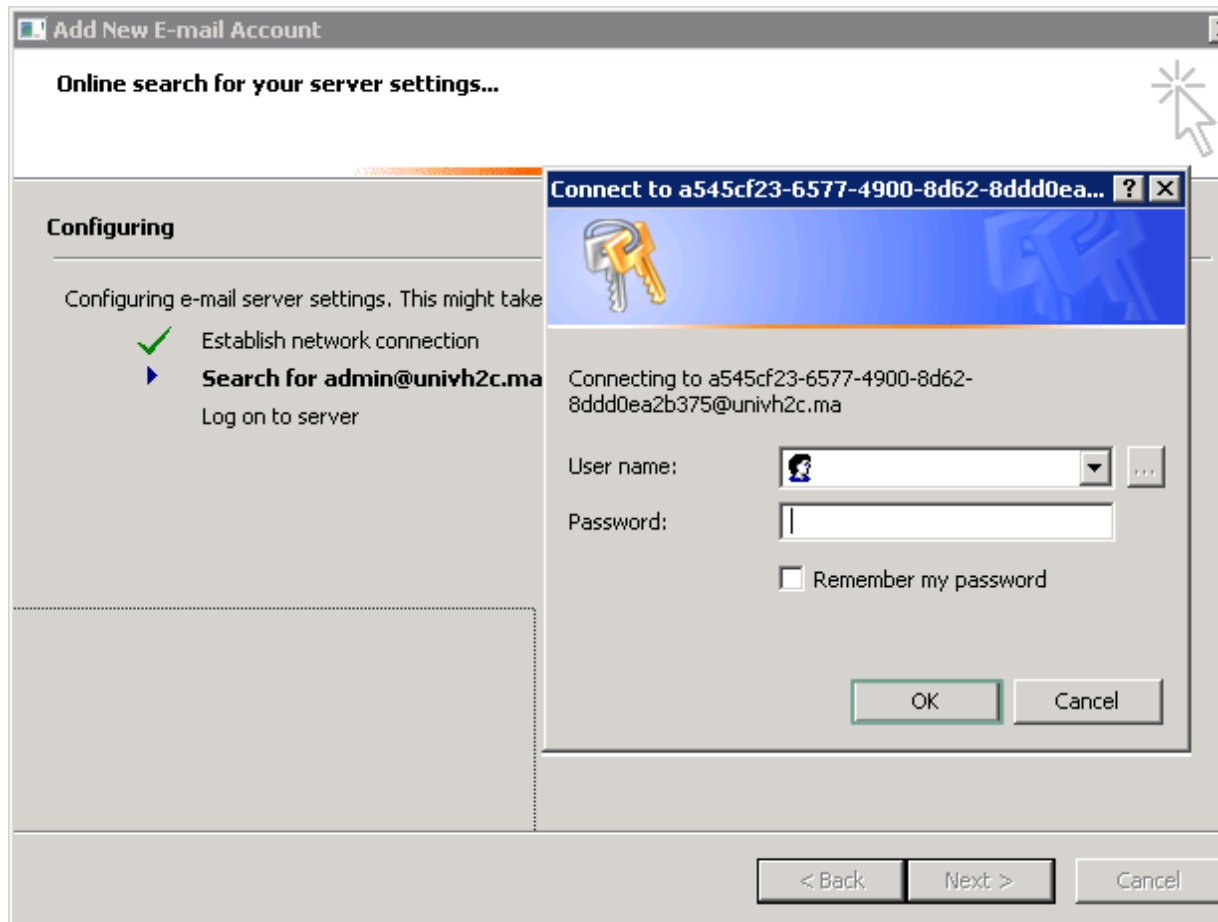 Add New E-mail Account
Online search for your server settings...
Connect to a545cf23-6577-4900-8d62-8ddd0ea...
Configuring
Configuring e-mail server settings. This might take
Establish network connection
Search for admin@univh2c.ma
Log on to server
Connecting to a545cf23-6577-4900-8d62-
8ddd0ea2b375@univh2c.ma
User name:
...
Password:
Remember my password
OK
Cancel
< Back
Next >
Cancel